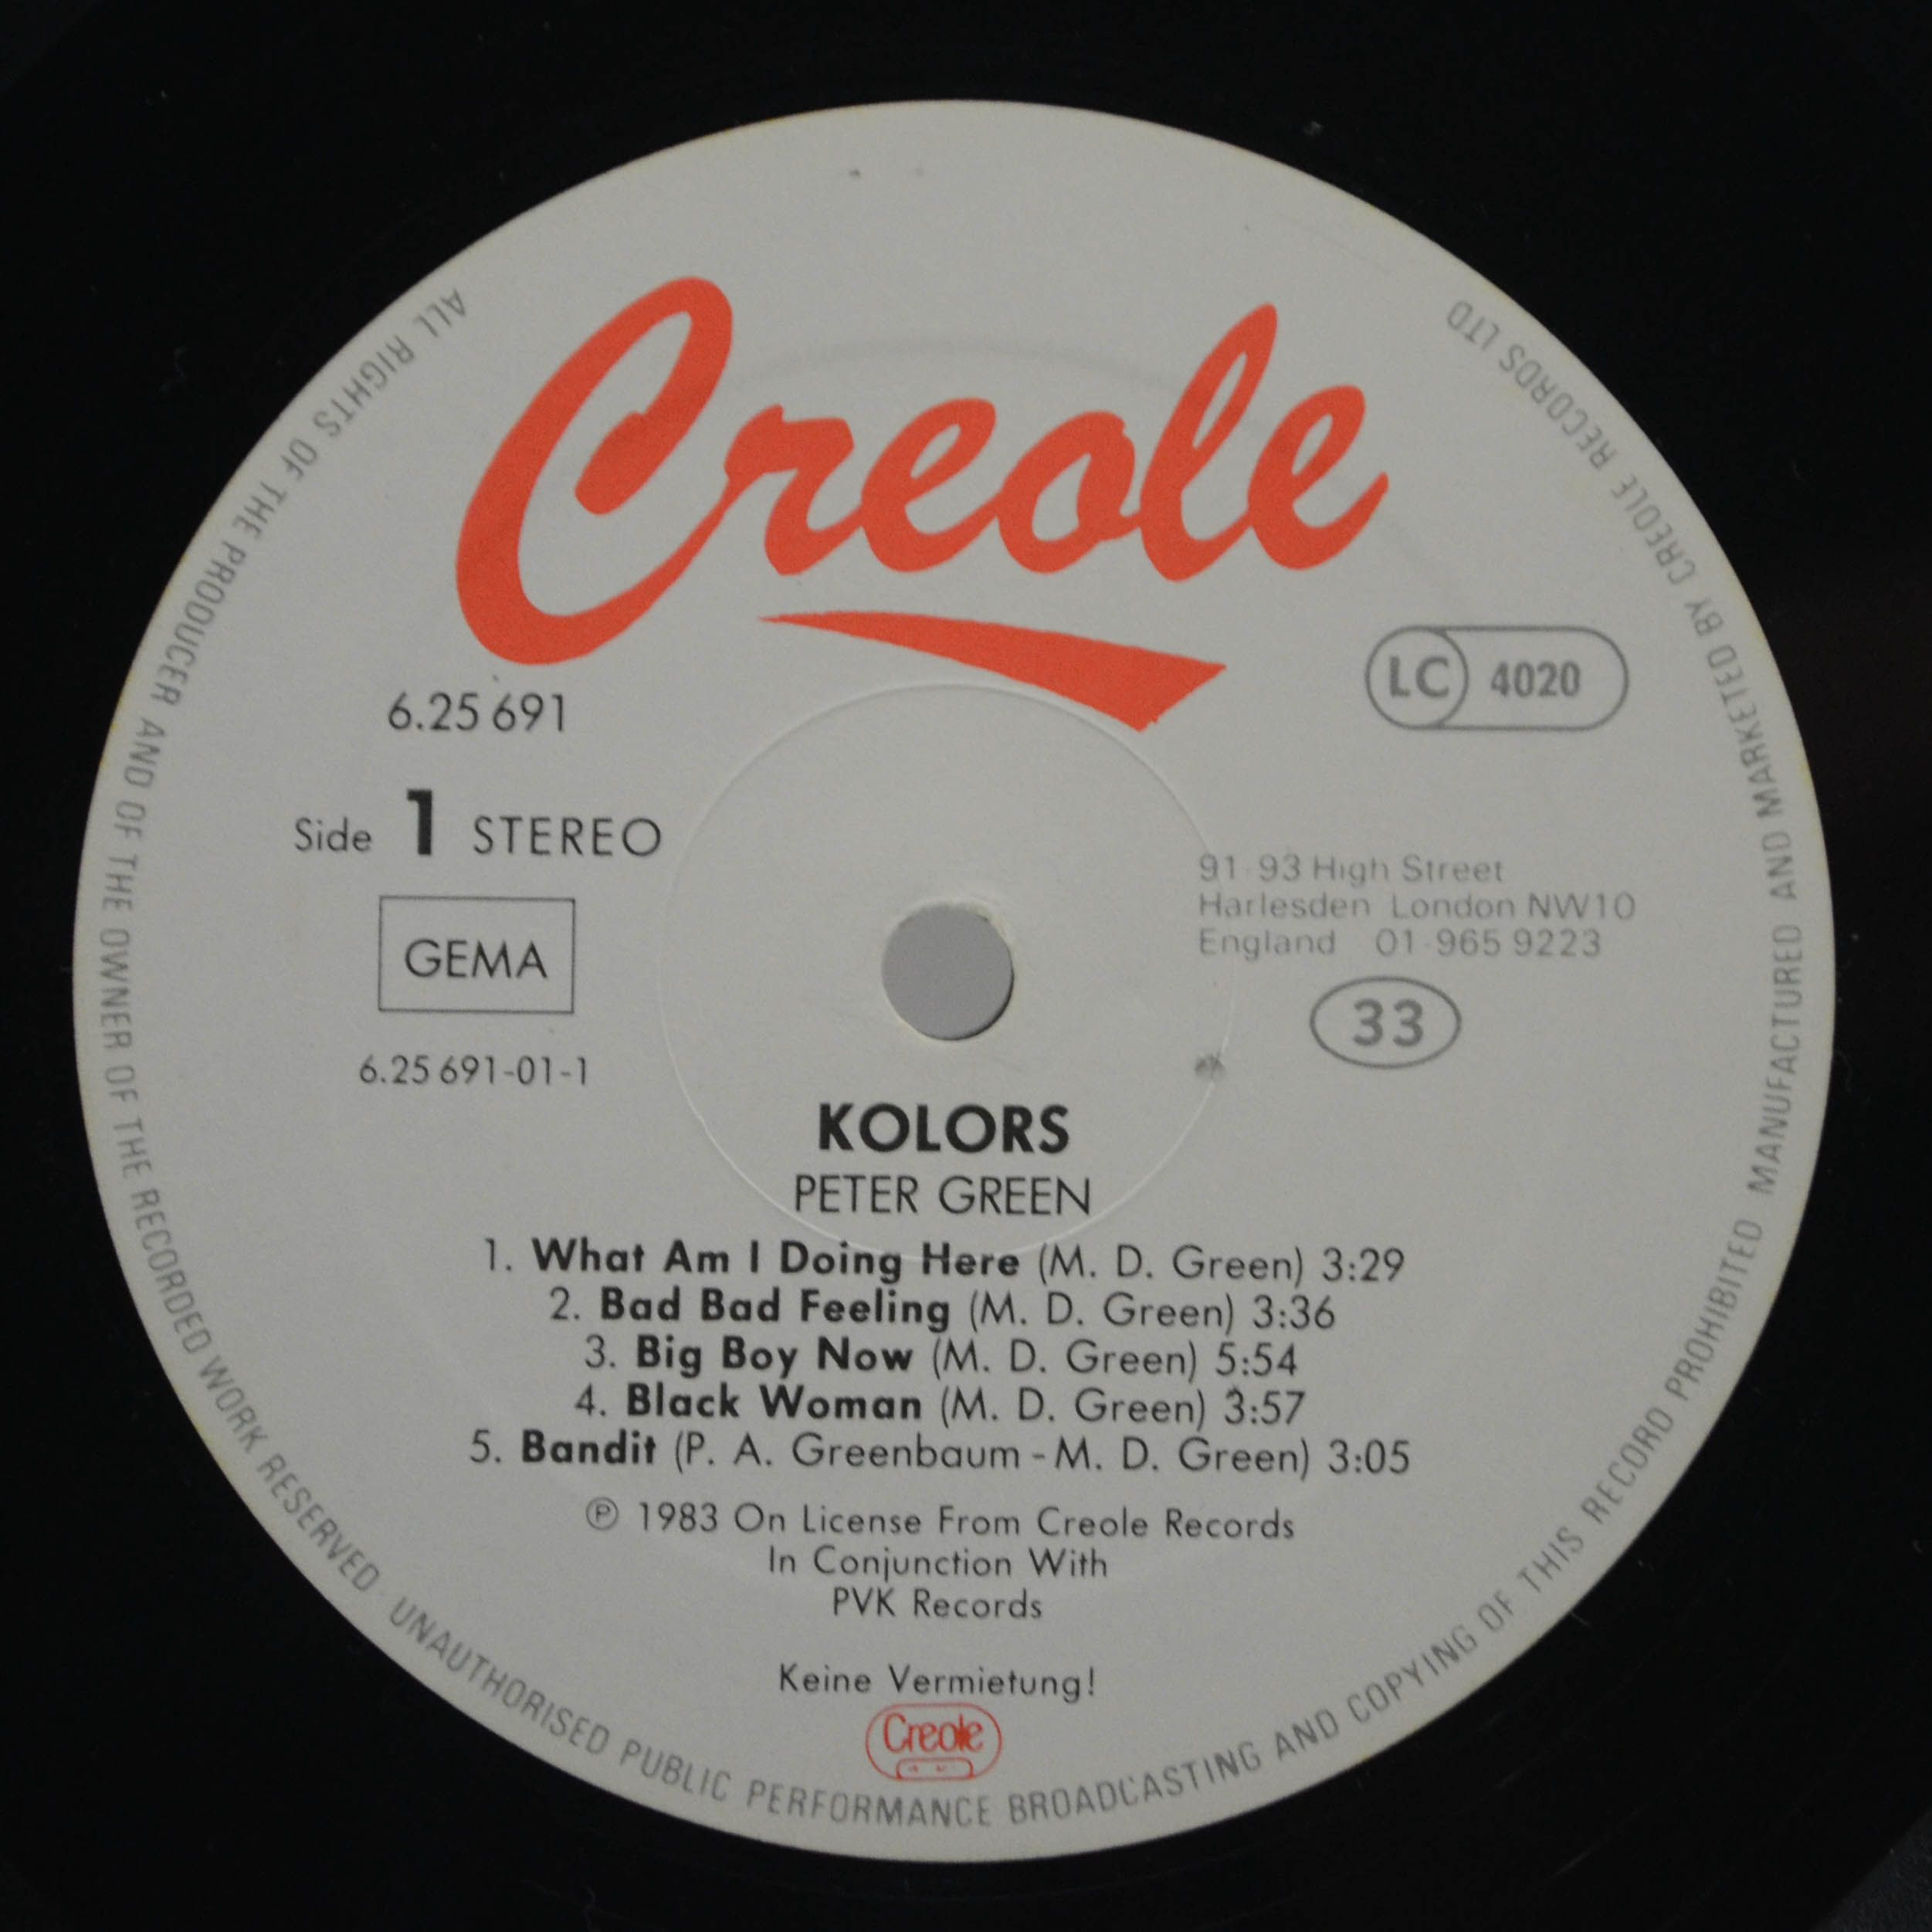 Creole
6.25 691
LC 4020
Side 1 STEREO
GEMA
6.25 691-01-1
91-93 High Street
Harlesden London NW10
England 01-965 9223
33
KOLORS
PETER GREEN
1. What Am I Doing Here (M. D. Green) 3:29
2. Bad Bad Feeling (M. D. Green) 3:36
3. Big Boy Now (M. D. Green) 5:54
4. Black Woman (M. D. Green) 3:57
5. Bandit (P. A. Greenbaum - M. D. Green) 3:05
℗ 1983 On License From Creole Records
In Conjunction With
PVK Records
Keine Vermietung!
Creole
ALL RIGHTS OF THE PRODUCER AND OF THE OWNER OF THE RECORDED WORK RESERVED. UNAUTHORISED PUBLIC PERFORMANCE BROADCASTING AND COPYING OF THIS RECORD PROHIBITED MANUFACTURED AND MARKETED BY CREOLE RECORDS LTD